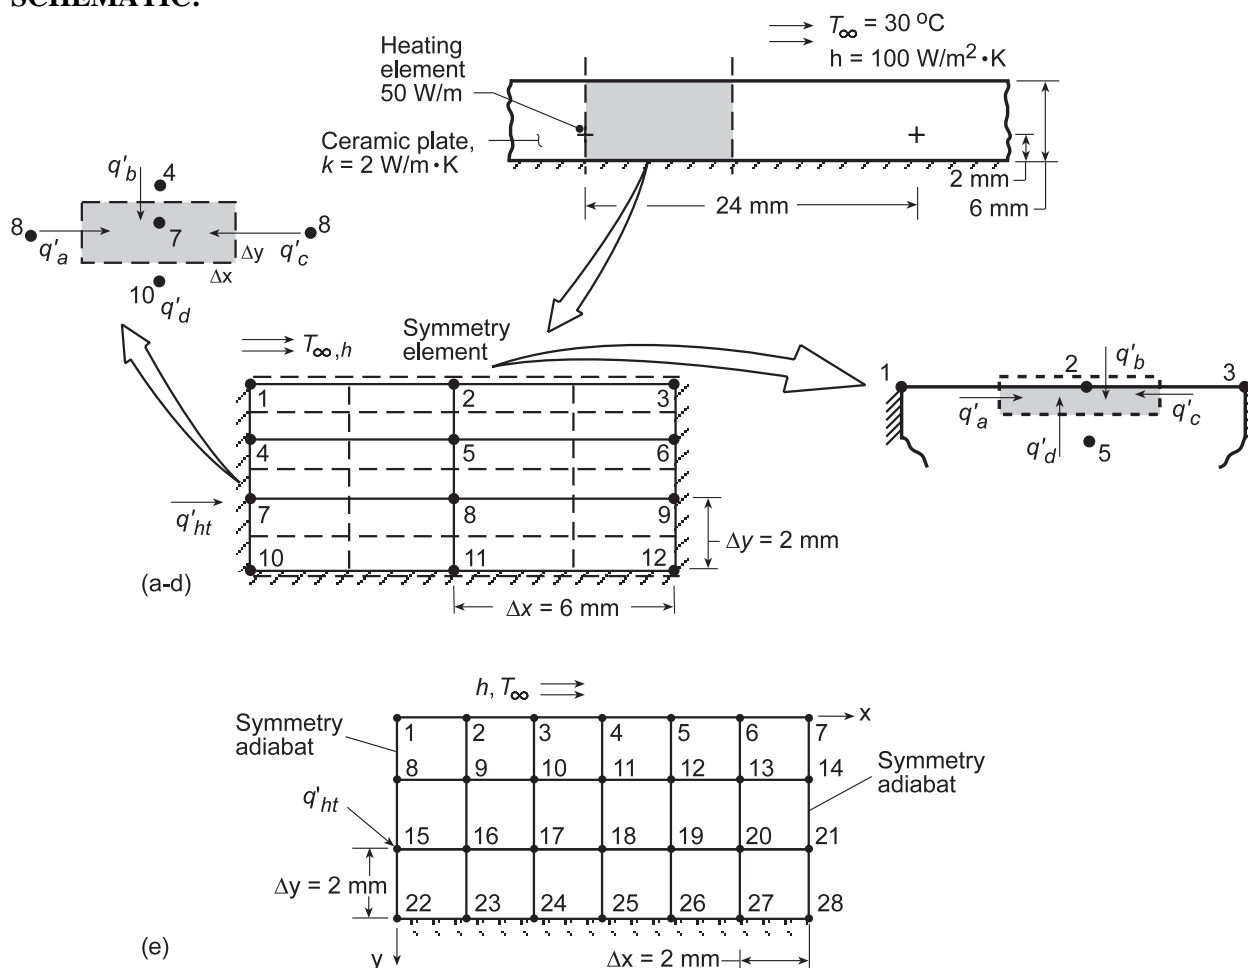 SCHEMATIC:
T∞ = 30 °C
h = 100 W/m²•K
Heating
element
50 W/m
Ceramic plate,
k = 2 W/m•K
2 mm
24 mm
6 mm
q'b
4
8
8
7
q'a
Δy
q'c
Δx
10
q'd
T∞,h
Symmetry
element
1
2
3
4
5
6
q'ht
7
8
9
Δy = 2 mm
10
11
12
(a-d)
Δx = 6 mm
1
2
q'b
3
q'a
q'c
q'd
5
h, T∞
x
Symmetry
adiabat
1 2 3 4 5 6 7
8 9 10 11 12 13 14
Symmetry
adiabat
q'ht
15 16 17 18 19 20 21
Δy = 2 mm
22 23 24 25 26 27 28
(e)
y
Δx = 2 mm